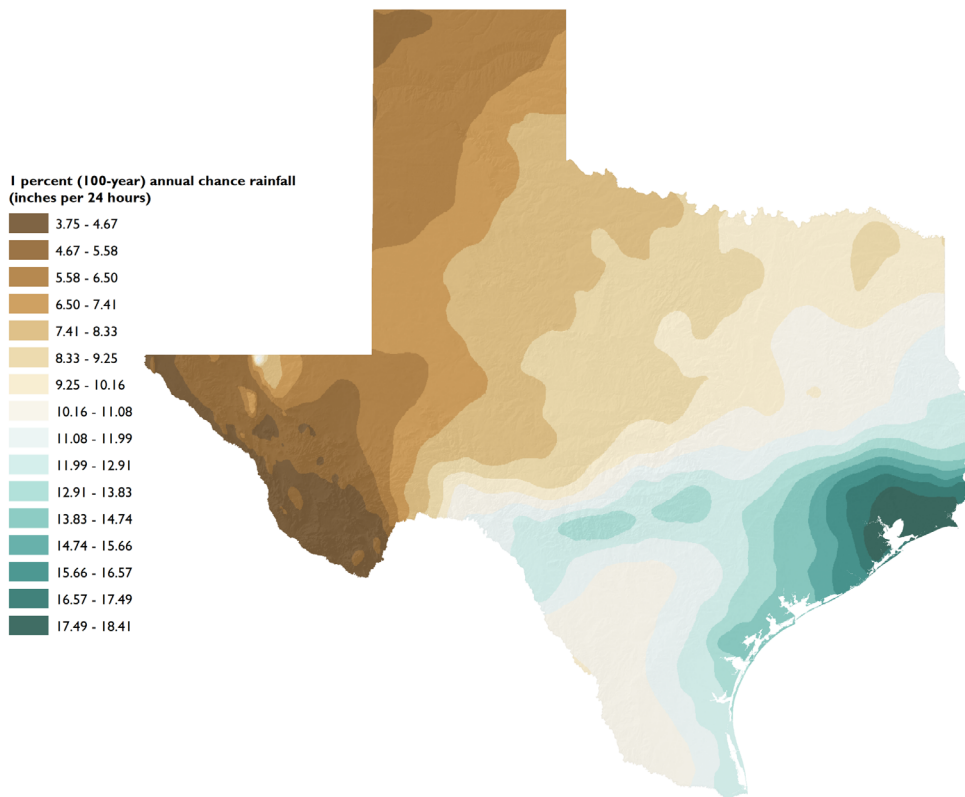 1 percent (100-year) annual chance rainfall
(inches per 24 hours)
3.75 - 4.67
4.67 - 5.58
5.58 - 6.50
6.50 - 7.41
7.41 - 8.33
8.33 - 9.25
9.25 - 10.16
10.16 - 11.08
11.08 - 11.99
11.99 - 12.91
12.91 - 13.83
13.83 - 14.74
14.74 - 15.66
15.66 - 16.57
16.57 - 17.49
17.49 - 18.41